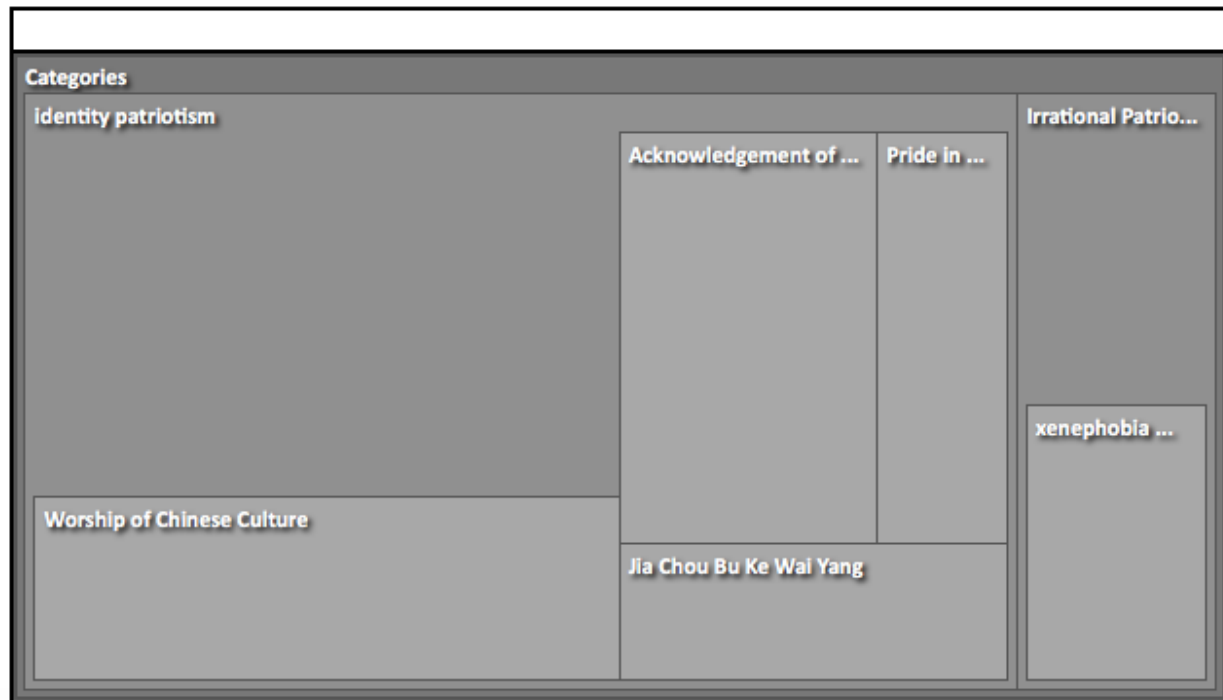 Categories
identity patriotism
Irrational Patrio...
Acknowledgement of ...
Pride in ...
xenephobia ...
Worship of Chinese Culture
Jia Chou Bu Ke Wai Yang